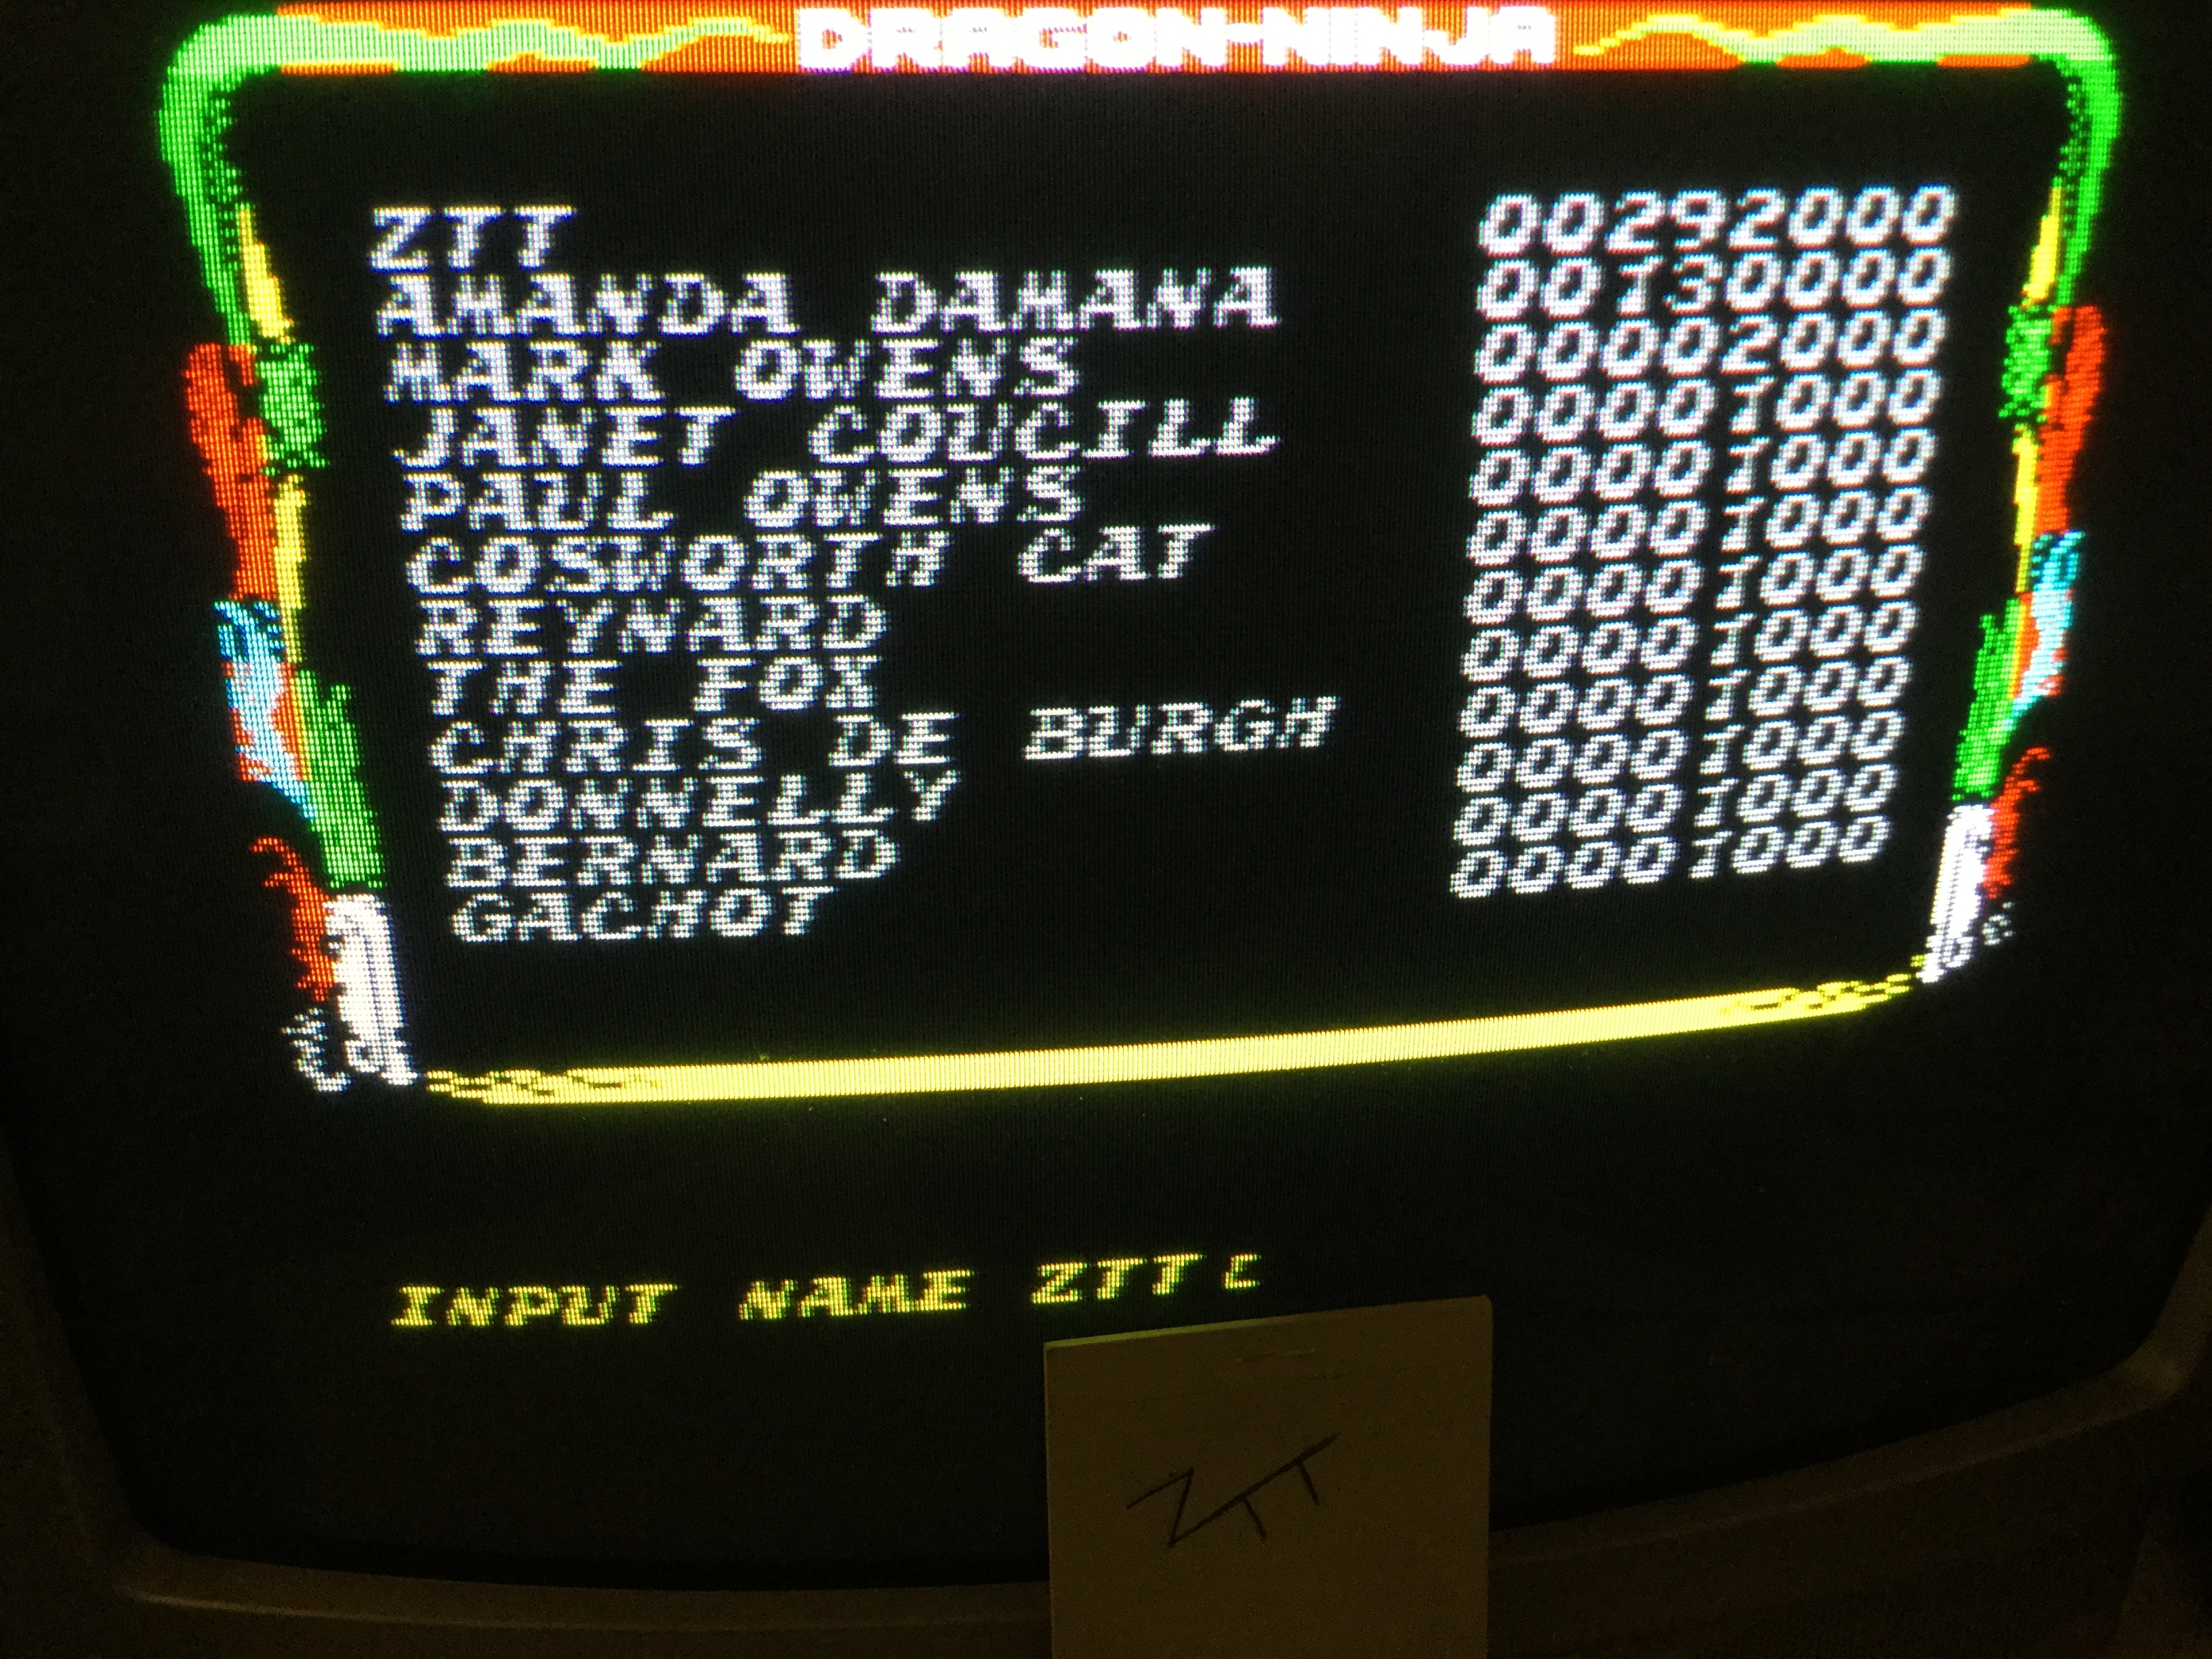 DRAGON-NINJA
ZTT 00292000
AMANDA DAMANA 00130000
MARK OWENS 00002000
JANET COUCILL 00001000
PAUL OWENS 00001000
COSWORTH CAT 00001000
REYNARD 00001000
THE FOX 00001000
CHRIS DE BURGH 00001000
DONNELLY 00001000
BERNARD 00001000
GACHOT 00001000
INPUT NAME ZTT
ZTT